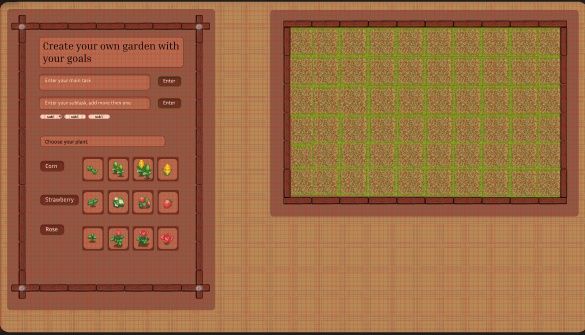 Create your own garden with
your goals
Enter your main task
Enter
Enter your subtask, add more then one
Enter
Choose your plant
Corn
Strawberry
Rose